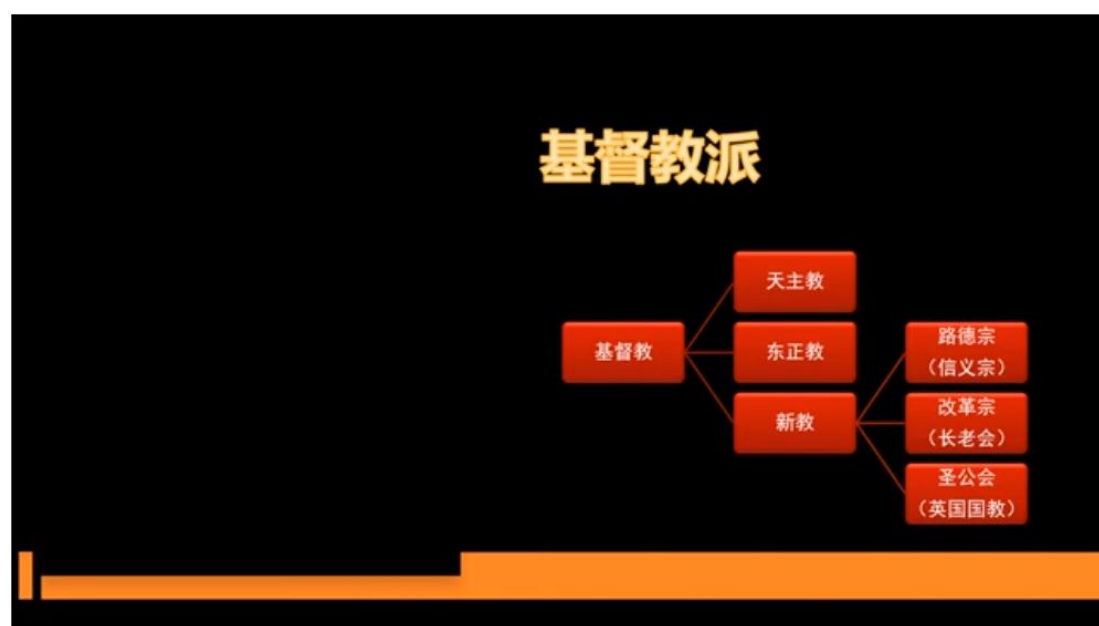 基督教派
天主教
基督教
东正教
新教
路德宗
（信义宗）
改革宗
（长老会）
圣公会
（英国国教）